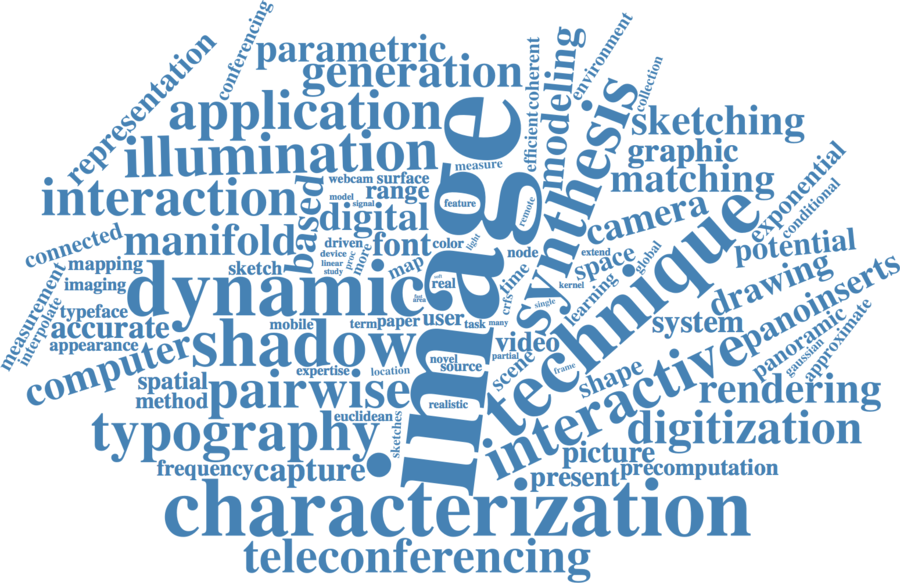 conferencing
parametric
generation
representation
application
illumination
interaction
environment
collection
modeling
coherent
efficient
synthesis
sketching
graphic
matching
image
measure
webcam
surface
range
model
signal
digital
based
feature
remote
camera
exponential
conditional
connected
manifold
driven
font
color
light
node
device
more
linear
proc
study
mapping
sketch
map
imaging
dynamic
real
soft
time
space
extend
global
kernel
potential
technique
learning
drawing
measurement
interpolate
typeface
accurate
appearance
mobile
term
paper
user
task
many
crfs
single
area
system
panoinserts
computer
shadow
video
partial
novel
source
scene
frame
panoramic
gaussian
approximate
expertise
location
spatial
method
pairwise
realistic
shape
interactive
rendering
euclidean
sketches
typography
digitization
picture
frequency
capture
present
precomputation
characterization
teleconferencing